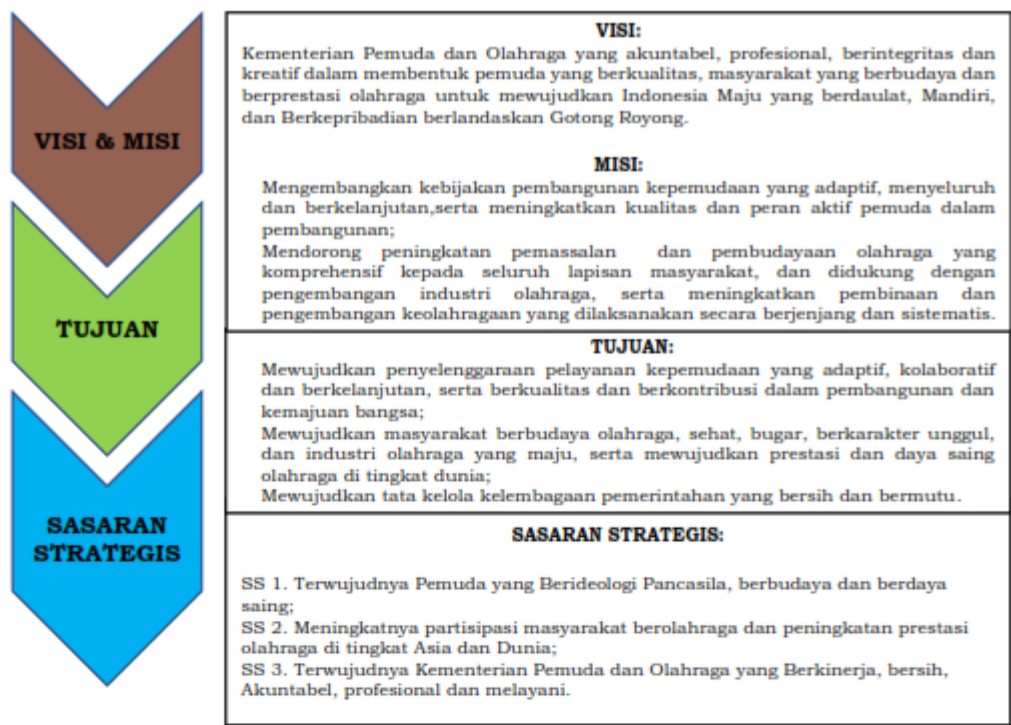 VISI & MISI
VISI:
Kementerian Pemuda dan Olahraga yang akuntabel, profesional, berintegritas dan
kreatif dalam membentuk pemuda yang berkualitas, masyarakat yang berbudaya dan
berprestasi olahraga untuk mewujudkan Indonesia Maju yang berdaulat, Mandiri,
dan Berkepribadian berlandaskan Gotong Royong.
MISI:
Mengembangkan kebijakan pembangunan kepemudaan yang adaptif, menyeluruh
dan berkelanjutan,serta meningkatkan kualitas dan peran aktif pemuda dalam
pembangunan;
Mendorong peningkatan pemassalan dan pembudayaan olahraga yang
komprehensif kepada seluruh lapisan masyarakat, dan didukung dengan
pengembangan industri olahraga, serta meningkatkan pembinaan dan
pengembangan keolahragaan yang dilaksanakan secara berjenjang dan sistematis.
TUJUAN
TUJUAN:
Mewujudkan penyelenggaraan pelayanan kepemudaan yang adaptif, kolaboratif
dan berkelanjutan, serta berkualitas dan berkontribusi dalam pembangunan dan
kemajuan bangsa;
Mewujudkan masyarakat berbudaya olahraga, sehat, bugar, berkarakter unggul,
dan industri olahraga yang maju, serta mewujudkan prestasi dan daya saing
olahraga di tingkat dunia;
Mewujudkan tata kelola kelembagaan pemerintahan yang bersih dan bermutu.
SASARAN
STRATEGIS
SASARAN STRATEGIS:
SS 1. Terwujudnya Pemuda yang Berideologi Pancasila, berbudaya dan berdaya
saing;
SS 2. Meningkatnya partisipasi masyarakat berolahraga dan peningkatan prestasi
olahraga di tingkat Asia dan Dunia;
SS 3. Terwujudnya Kementerian Pemuda dan Olahraga yang Berkinerja, bersih,
Akuntabel, profesional dan melayani.